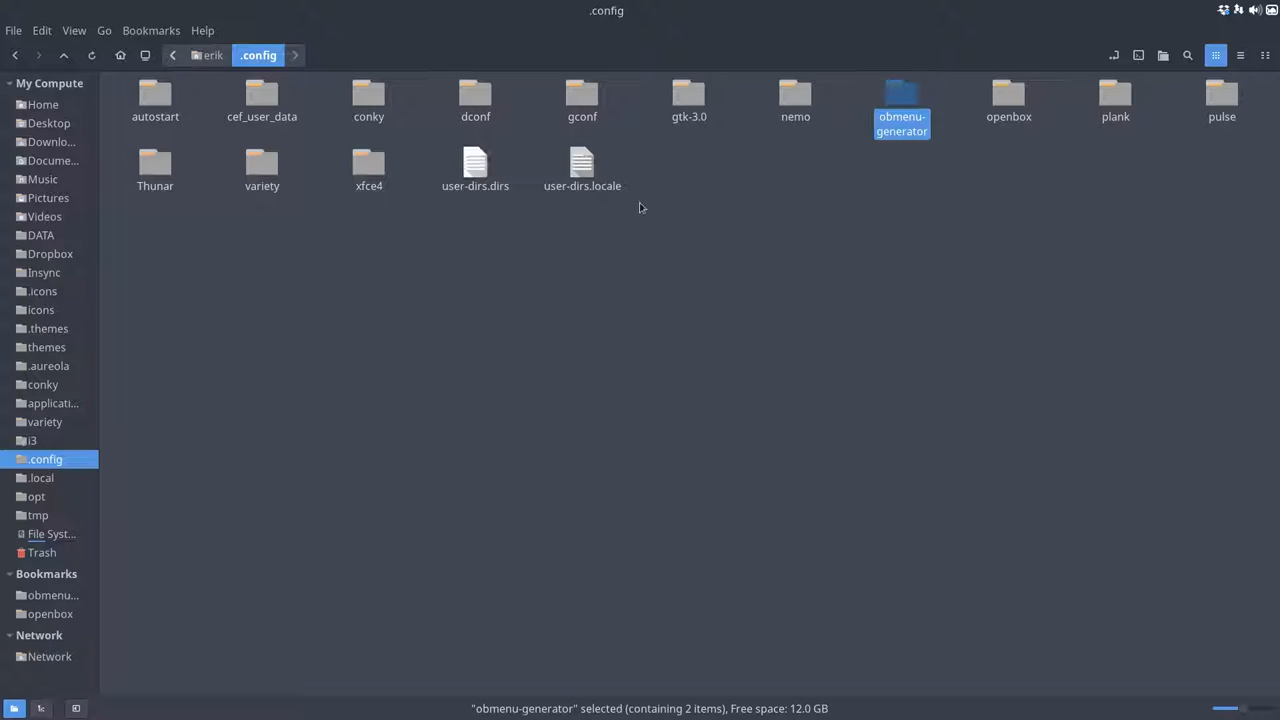 .config
File Edit View Go Bookmarks Help
erik .config
My Compute
Home
Desktop
Downlo...
Docume...
Music
Pictures
Videos
DATA
Dropbox
Insync
.icons
icons
.themes
themes
.aureola
conky
applicati...
variety
i3
.config
.local
opt
tmp
File Syst...
Trash
Bookmarks
obmenu...
openbox
Network
Network
autostart cef_user_data conky dconf gconf gtk-3.0 nemo obmenu- openbox plank pulse
generator
Thunar variety xfce4 user-dirs.dirs user-dirs.locale
"obmenu-generator" selected (containing 2 items), Free space: 12.0 GB